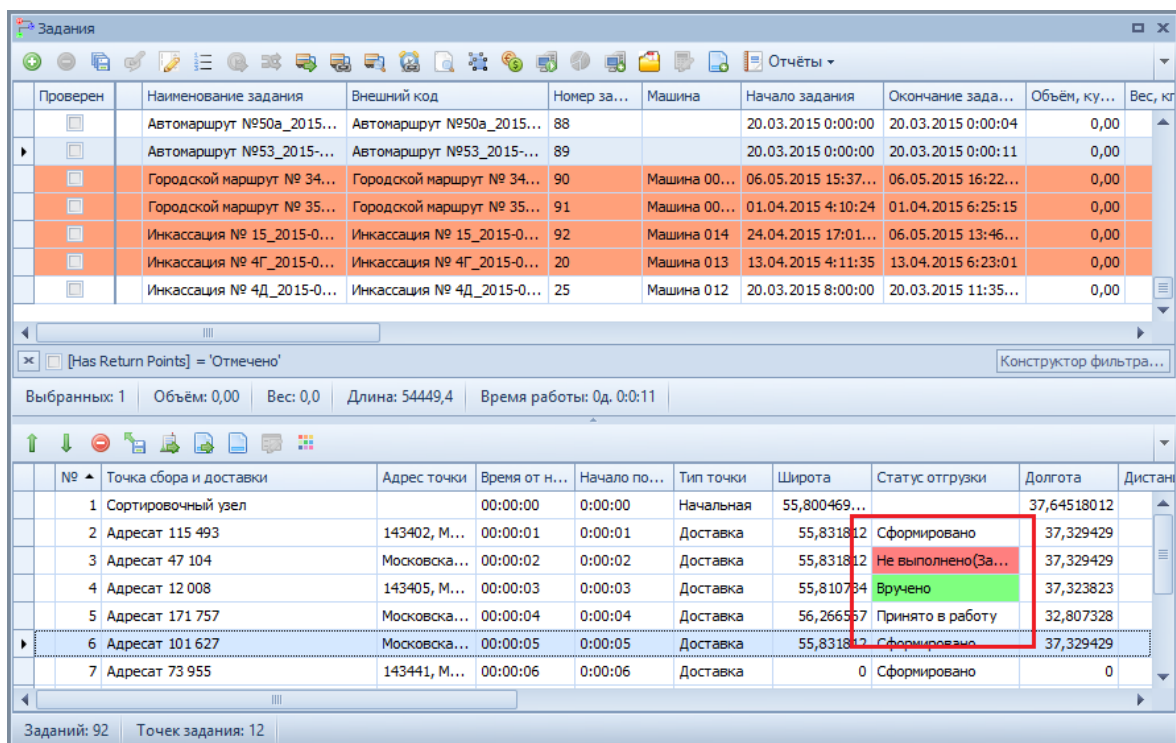 Задания
Отчёты
Проверен Наименование задания Внешний код Номер за... Машина Начало задания Окончание зада... Объём, ку... Вес, кг
Автомаршрут №50а_2015... Автомаршрут №50а_2015... 88 20.03.2015 0:00:00 20.03.2015 0:00:04 0,00
Автомаршрут №53_2015-... Автомаршрут №53_2015-... 89 20.03.2015 0:00:00 20.03.2015 0:00:11 0,00
Городской маршрут № 34... Городской маршрут № 34... 90 Машина 00... 06.05.2015 15:37... 06.05.2015 16:22... 0,00
Городской маршрут № 35... Городской маршрут № 35... 91 Машина 00... 01.04.2015 4:10:24 01.04.2015 6:25:15 0,00
Инкассация № 15_2015-0... Инкассация № 15_2015-0... 92 Машина 014 24.04.2015 17:01... 06.05.2015 13:46... 0,00
Инкассация № 4Г_2015-0... Инкассация № 4Г_2015-0... 20 Машина 013 13.04.2015 4:11:35 13.04.2015 6:23:01 0,00
Инкассация № 4Д_2015-0... Инкассация № 4Д_2015-0... 25 Машина 012 20.03.2015 8:00:00 20.03.2015 11:35... 0,00
[Has Return Points] = 'Отмечено' Конструктор фильтра...
Выбранных: 1 Объём: 0,00 Вес: 0,0 Длина: 54449,4 Время работы: 0д. 0:0:11
№ Точка сбора и доставки Адрес точки Время от н... Начало по... Тип точки Широта Статус отгрузки Долгота Дистан
1 Сортировочный узел 00:00:00 0:00:00 Начальная 55,800469... 37,64518012
2 Адресат 115 493 143402, М... 00:00:01 0:00:01 Доставка 55,831812 Сформировано 37,329429
3 Адресат 47 104 Московска... 00:00:02 0:00:02 Доставка 55,831812 Не выполнено(За... 37,329429
4 Адресат 12 008 143405, М... 00:00:03 0:00:03 Доставка 55,810734 Вручено 37,323823
5 Адресат 171 757 Московска... 00:00:04 0:00:04 Доставка 56,266567 Принято в работу 32,807328
6 Адресат 101 627 Московска... 00:00:05 0:00:05 Доставка 55,831812 Сформировано 37,329429
7 Адресат 73 955 143441, М... 00:00:06 0:00:06 Доставка 0 Сформировано 0
Заданий: 92 Точек задания: 12